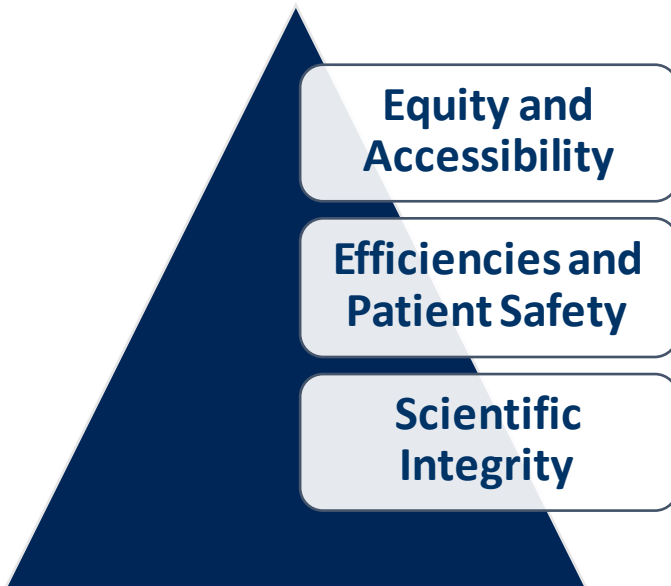 Equity and
Accessibility
Efficiencies and
Patient Safety
Scientific
Integrity